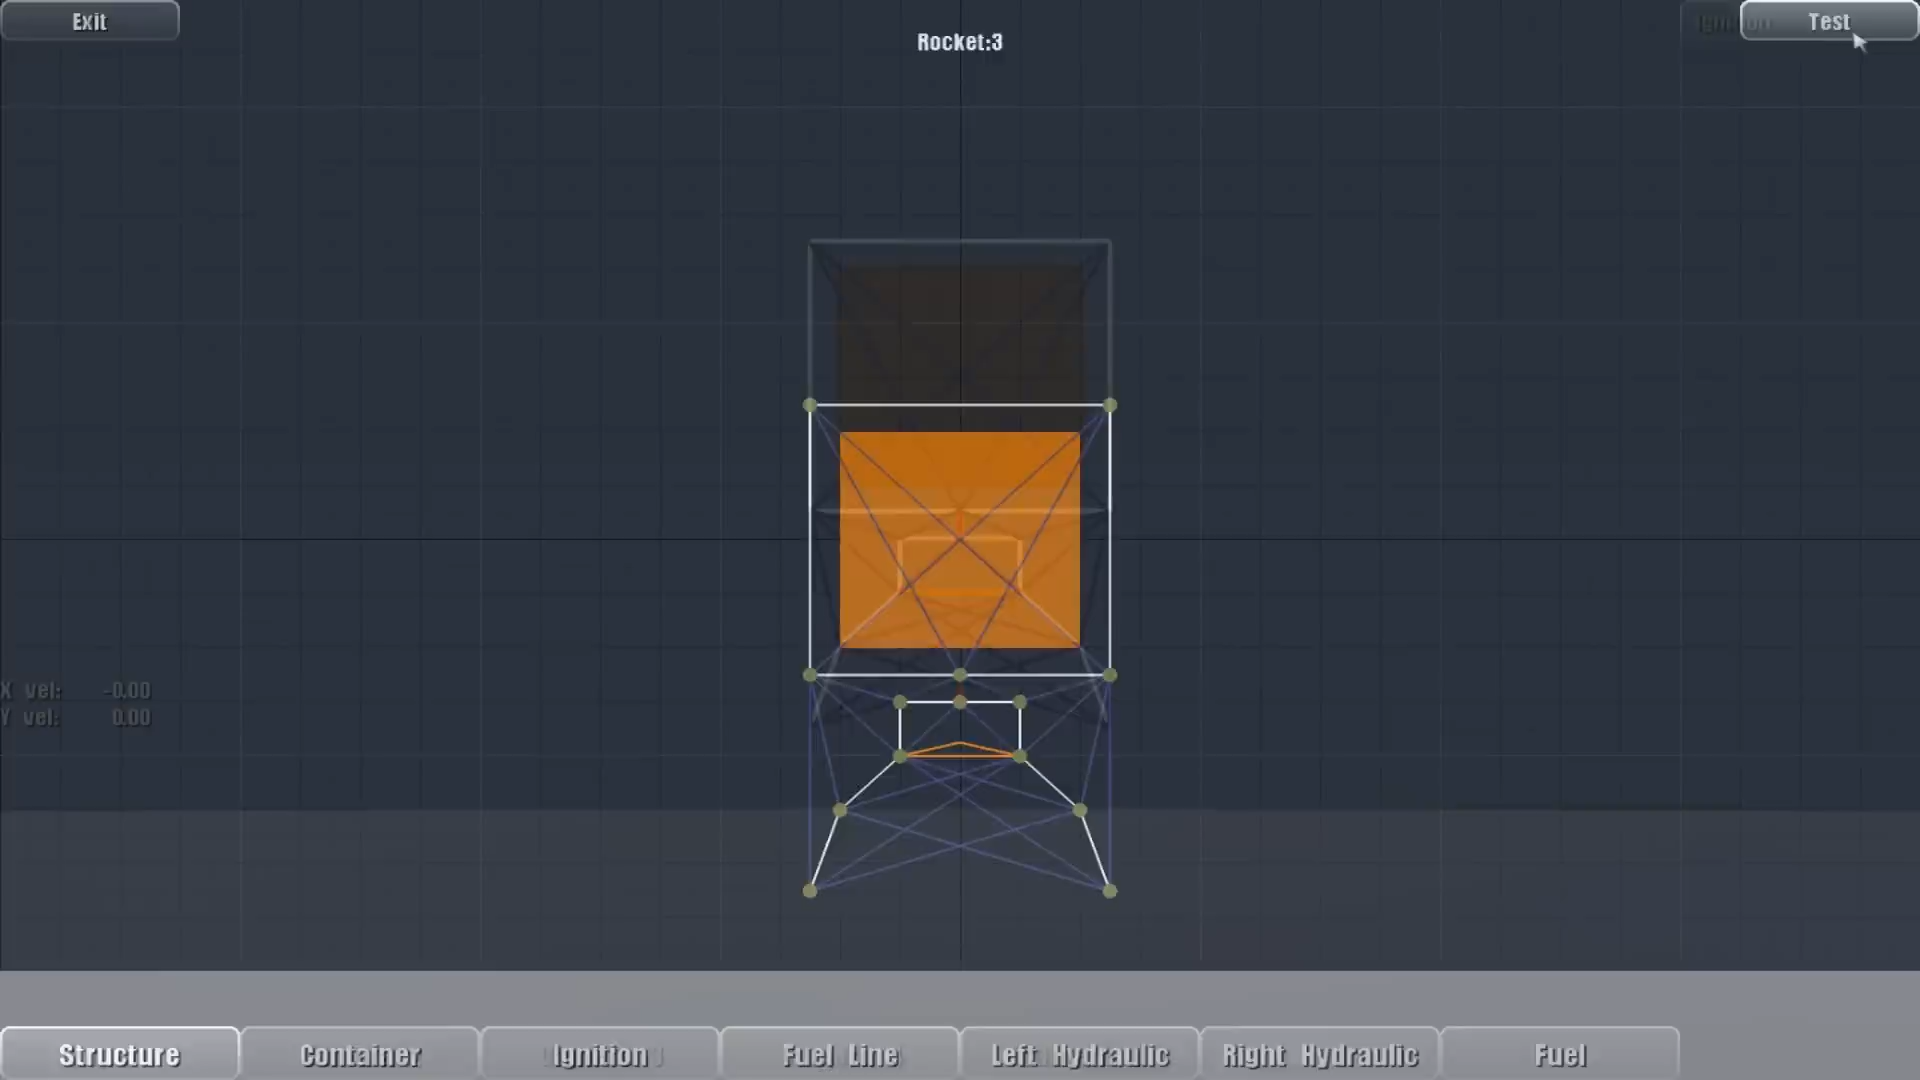 Exit
Rocket:3
Ignition
Test
X vel: -0.00
Y vel: 0.00
Structure
Container
Ignition
Fuel Line
Left Hydraulic
Right Hydraulic
Fuel